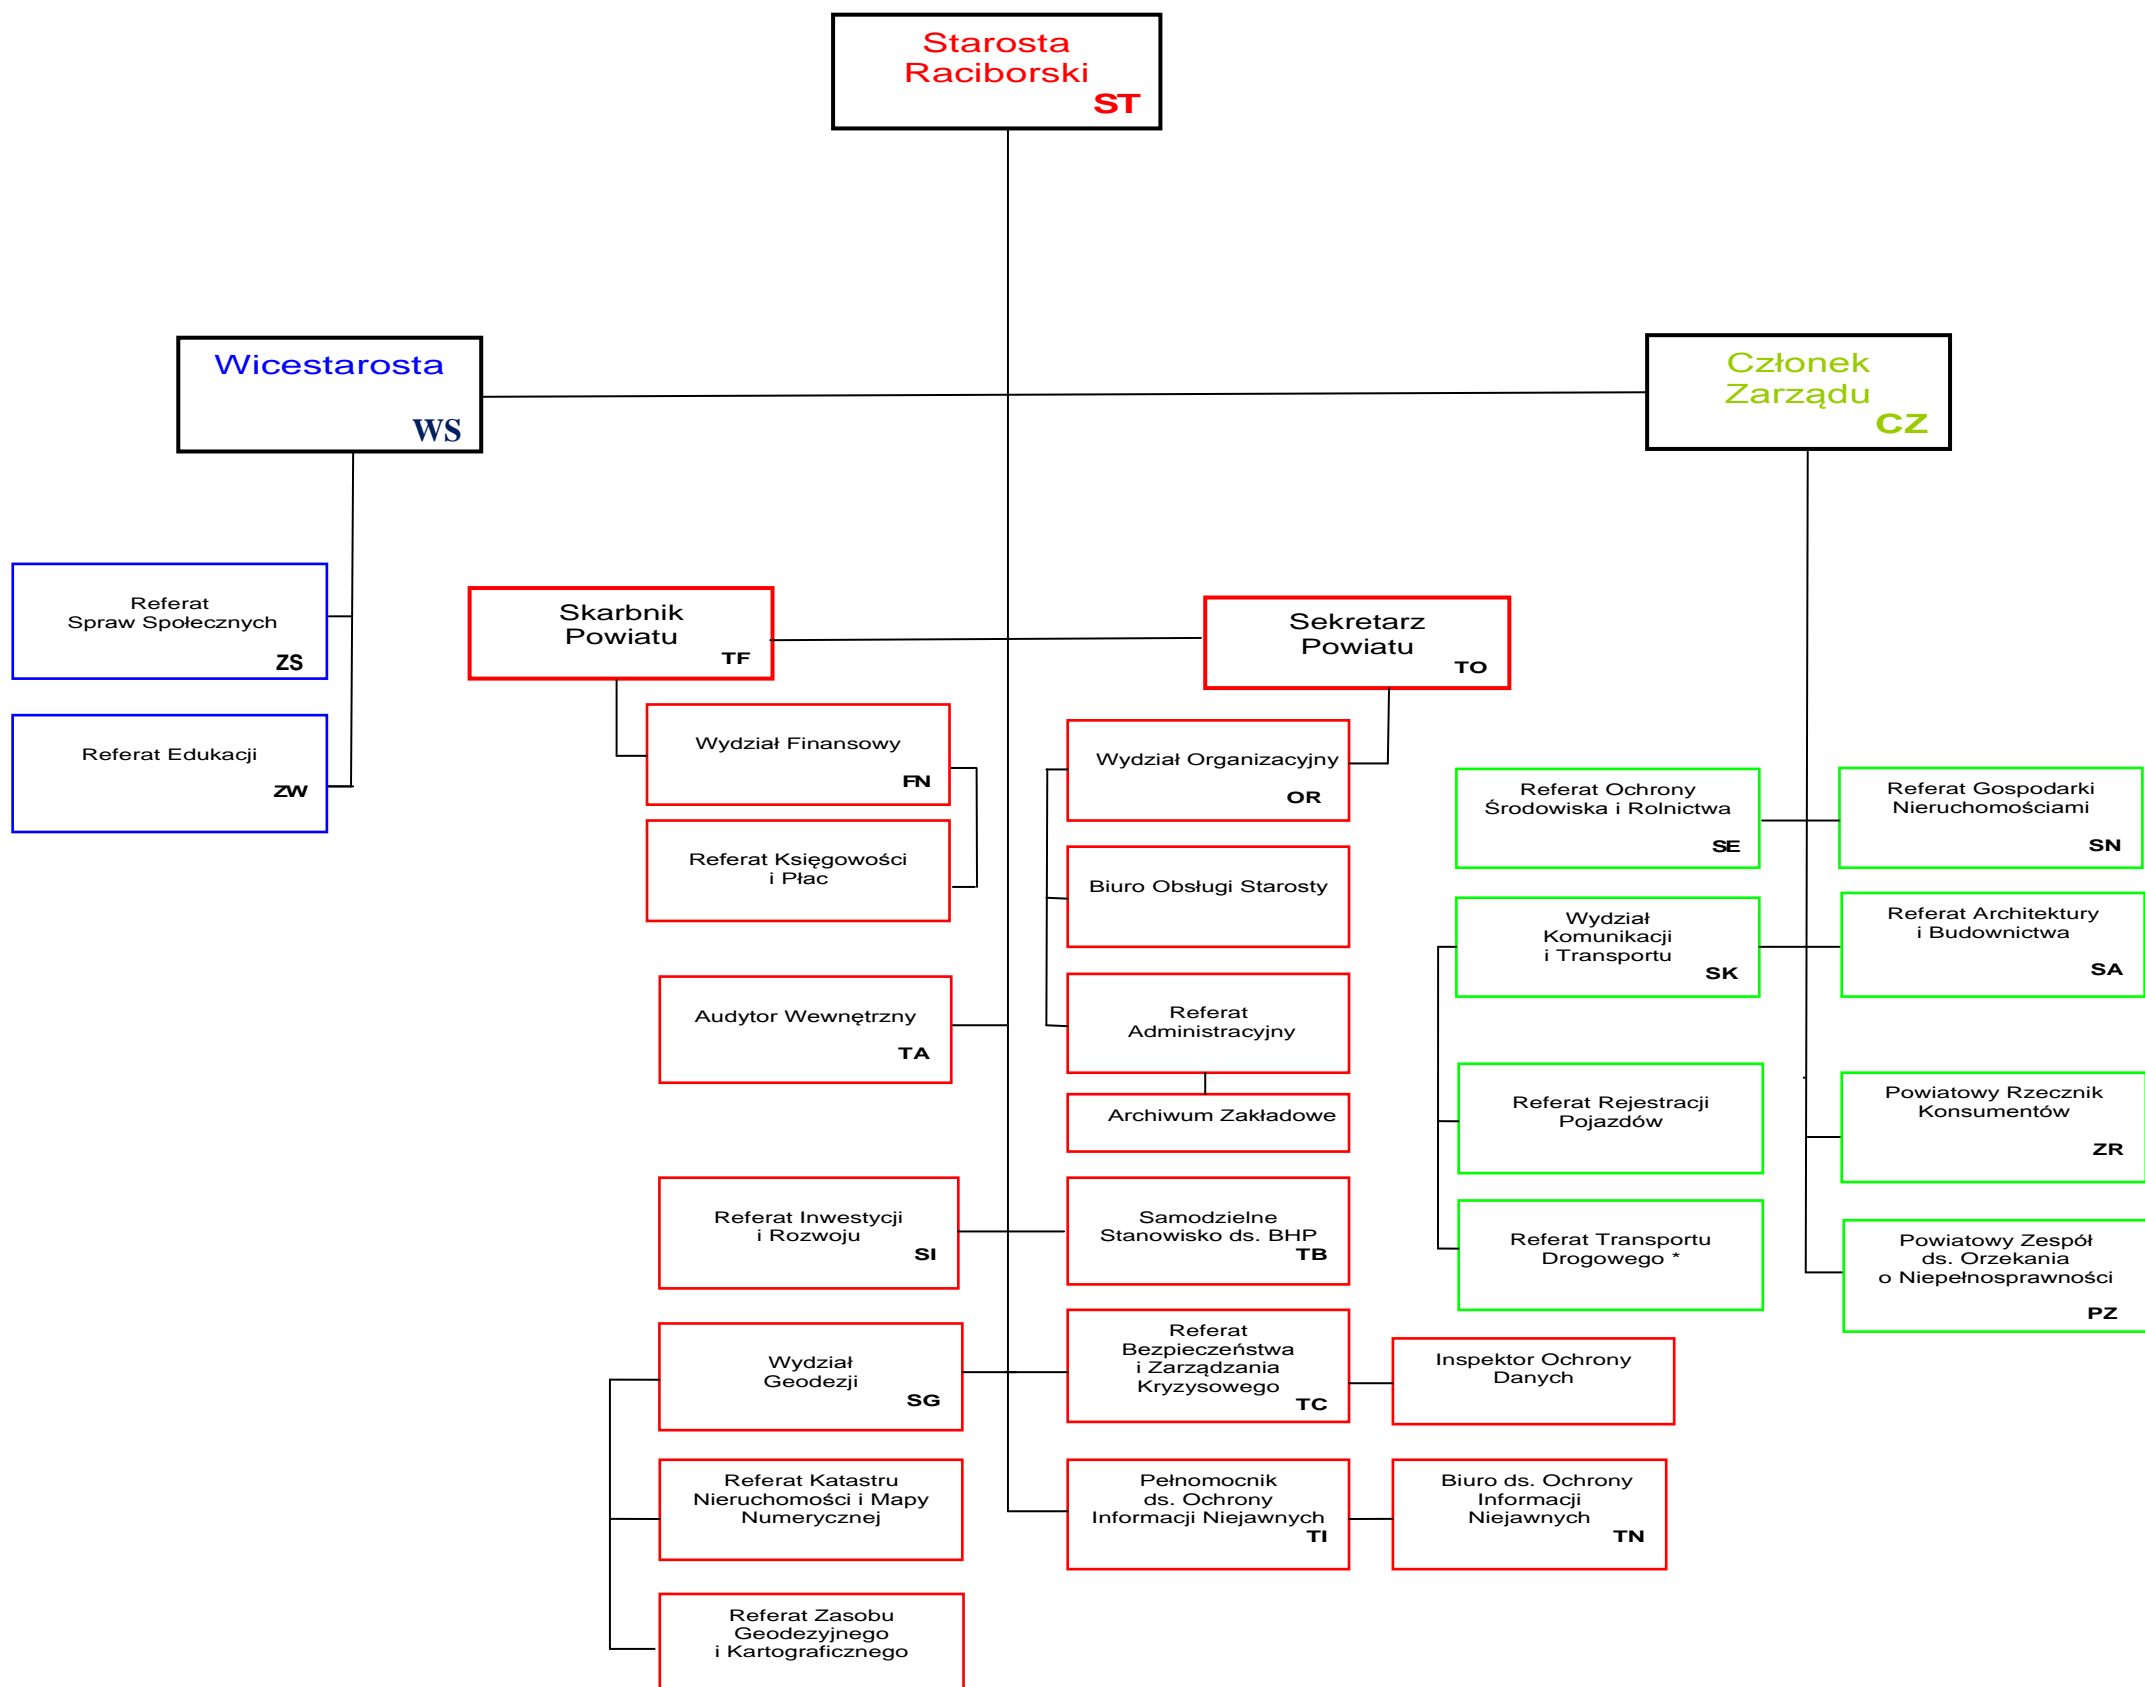 Starosta
Raciborski
ST
Wicestarosta
WS
Członek
Zarządu
CZ
Referat
Spraw Społecznych
ZS
Referat Edukacji
ZW
Skarbnik
Powiatu
TF
Sekretarz
Powiatu
TO
Wydział Finansowy
FN
Referat Księgowości
i Płac
Wydział Organizacyjny
OR
Biuro Obsługi Starosty
Referat
Administracyjny
Archiwum Zakładowe
Audytor Wewnętrzny
TA
Referat Inwestycji
i Rozwoju
SI
Samodzielne
Stanowisko ds. BHP
TB
Wydział
Geodezji
SG
Referat
Bezpieczeństwa
i Zarządzania
Kryzysowego
TC
Inspektor Ochrony
Danych
Referat Katastru
Nieruchomości i Mapy
Numerycznej
Pełnomocnik
ds. Ochrony
Informacji Niejawnych
TI
Biuro ds. Ochrony
Informacji
Niejawnych
TN
Referat Zasobu
Geodezyjnego
i Kartograficznego
Referat Ochrony
Środowiska i Rolnictwa
SE
Referat Gospodarki
Nieruchomościami
SN
Wydział
Komunikacji
i Transportu
SK
Referat Architektury
i Budownictwa
SA
Referat Rejestracji
Pojazdów
Powiatowy Rzecznik
Konsumentów
ZR
Referat Transportu
Drogowego *
Powiatowy Zespół
ds. Orzekania
o Niepełnosprawności
PZ